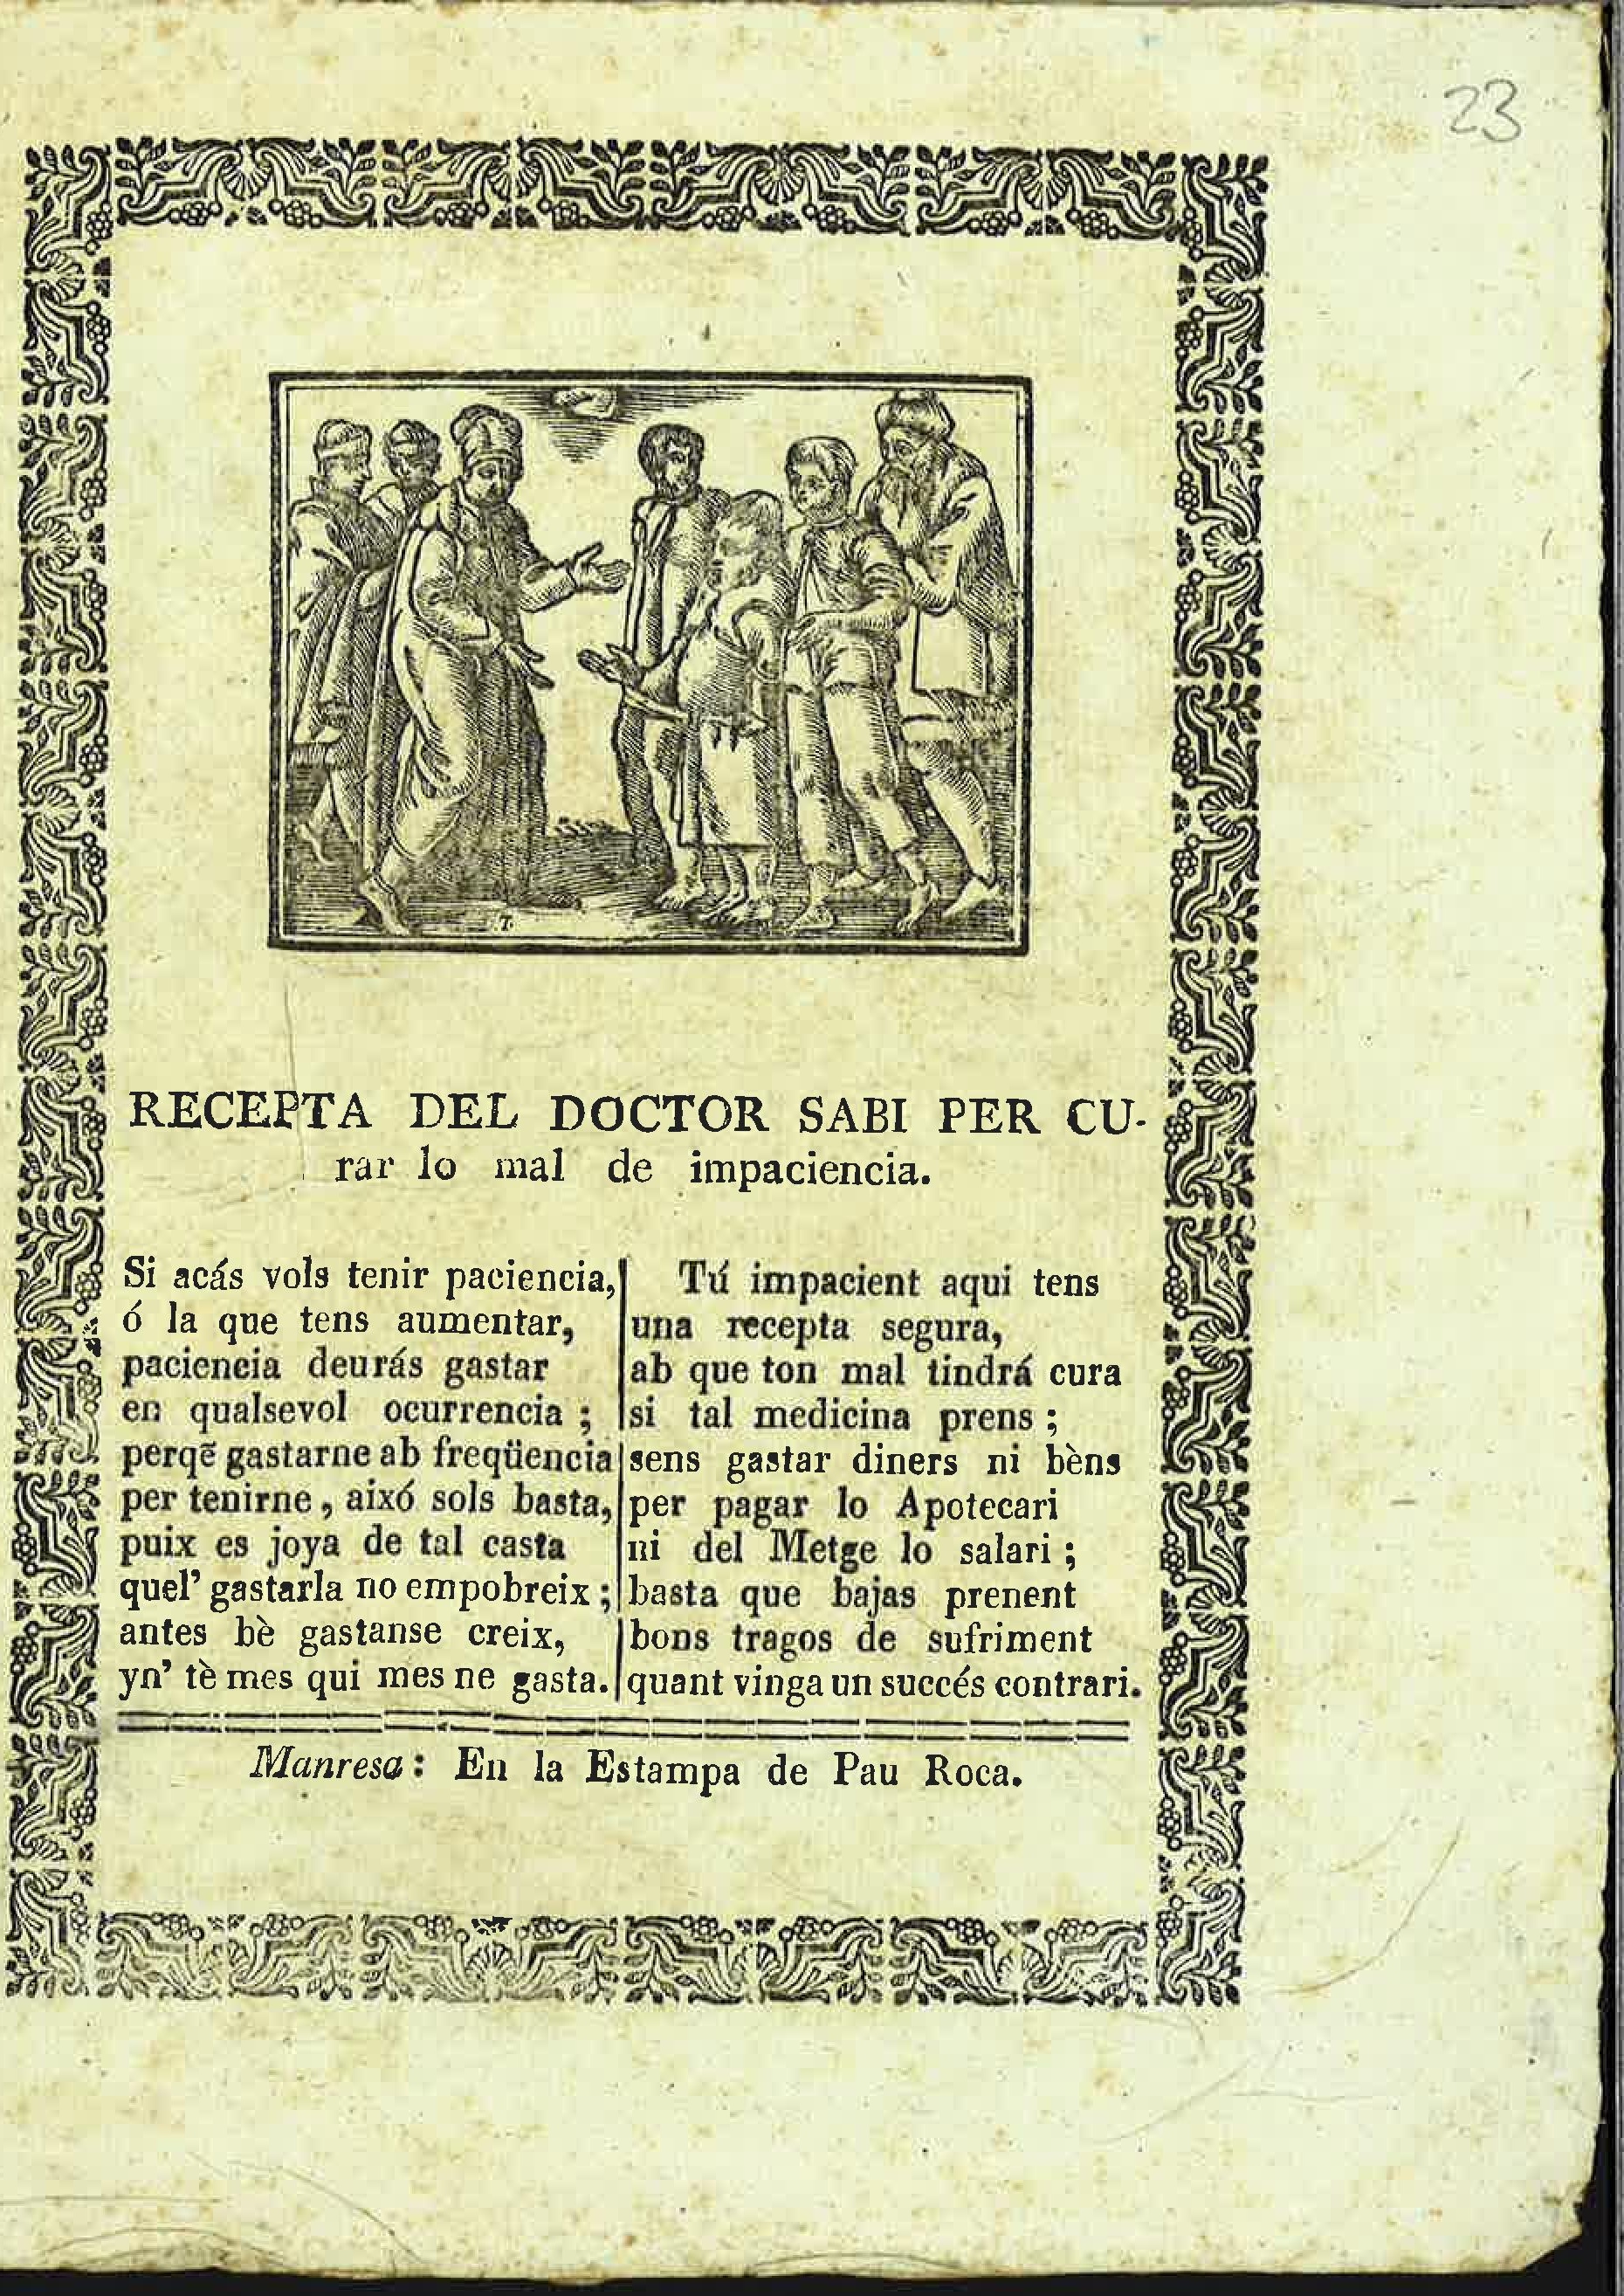 23
T.
RECEPTA DEL DOCTOR SABI PER CU-
rar lo mal de impaciencia.
Si acás vols tenir paciencia,
ó la que tens aumentar,
paciencia deurás gastar
en qualsevol ocurrencia ;
perqẽ gastarne ab freqüencia
per tenirne, aixó sols basta,
puix es joya de tal casta
quel' gastarla no empobreix ;
antes bè gastanse creix,
yn' tè mes qui mes ne gasta.
Tú impacient aqui tens
una recepta segura,
ab que ton mal tindrá cura
si tal medicina prens ;
sens gastar diners ni bèns
per pagar lo Apotecari
ni del Metge lo salari ;
basta que bajas prenent
bons tragos de sufriment
quant vinga un succés contrari.
Manresa : En la Estampa de Pau Roca.